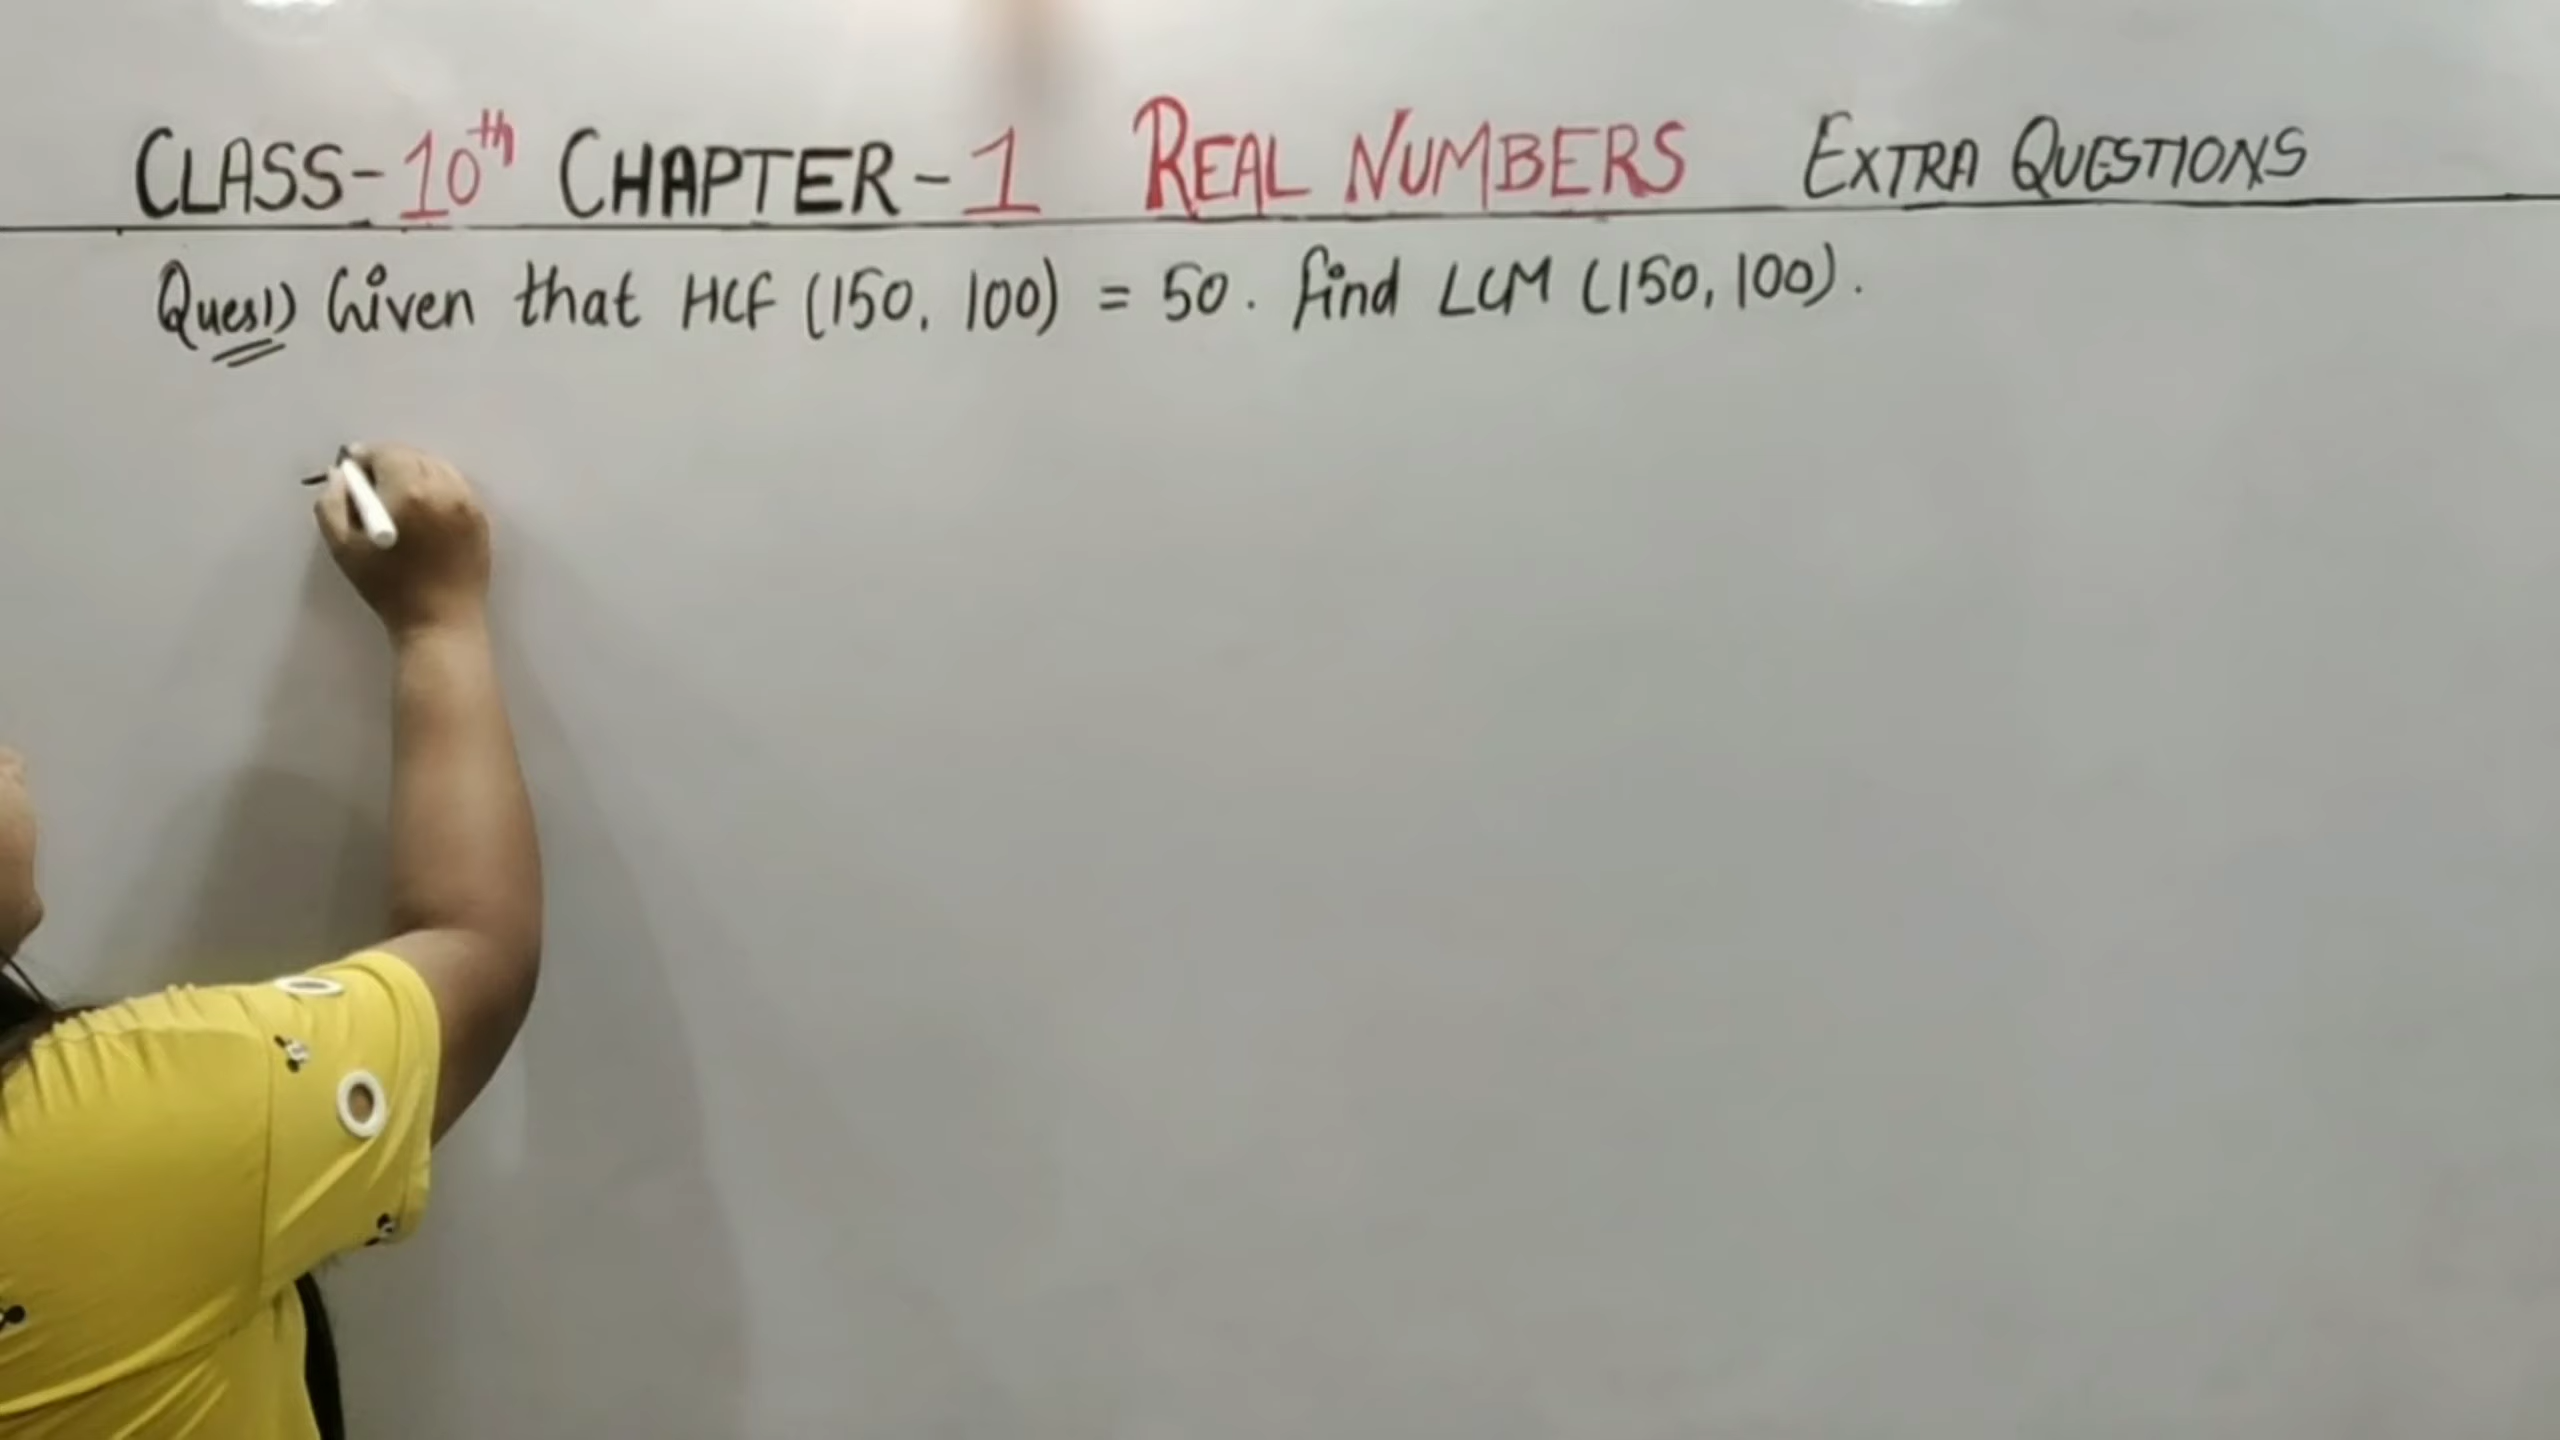 CLASS-10th CHAPTER-1 REAL NUMBERS EXTRA QUESTIONS
Ques1) Given that HCF (150, 100) = 50. Find LCM (150, 100).